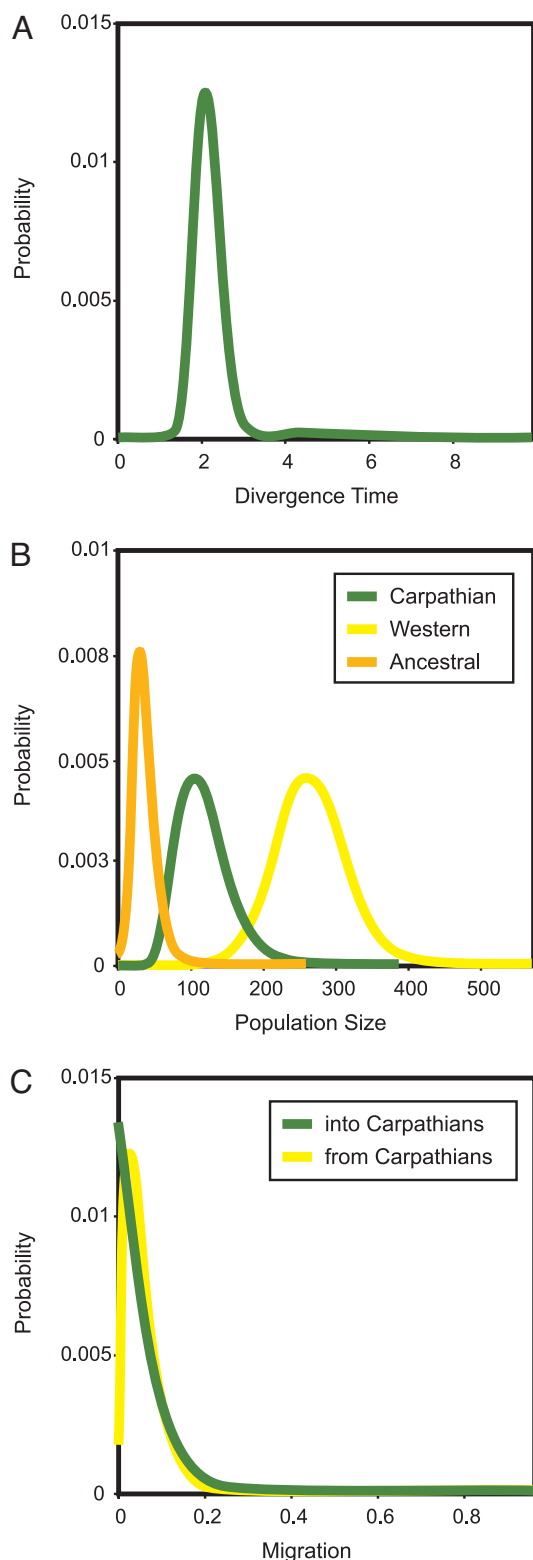 A
0.015
0.01
0.005
0
0 2 4 6 8
Probability
Divergence Time
B
0.01
0.008
0.005
0.003
0
0 100 200 300 400 500
Probability
Population Size
Carpathian
Western
Ancestral
C
0.015
0.01
0.005
0
0 0.2 0.4 0.6 0.8
Probability
Migration
into Carpathians
from Carpathians